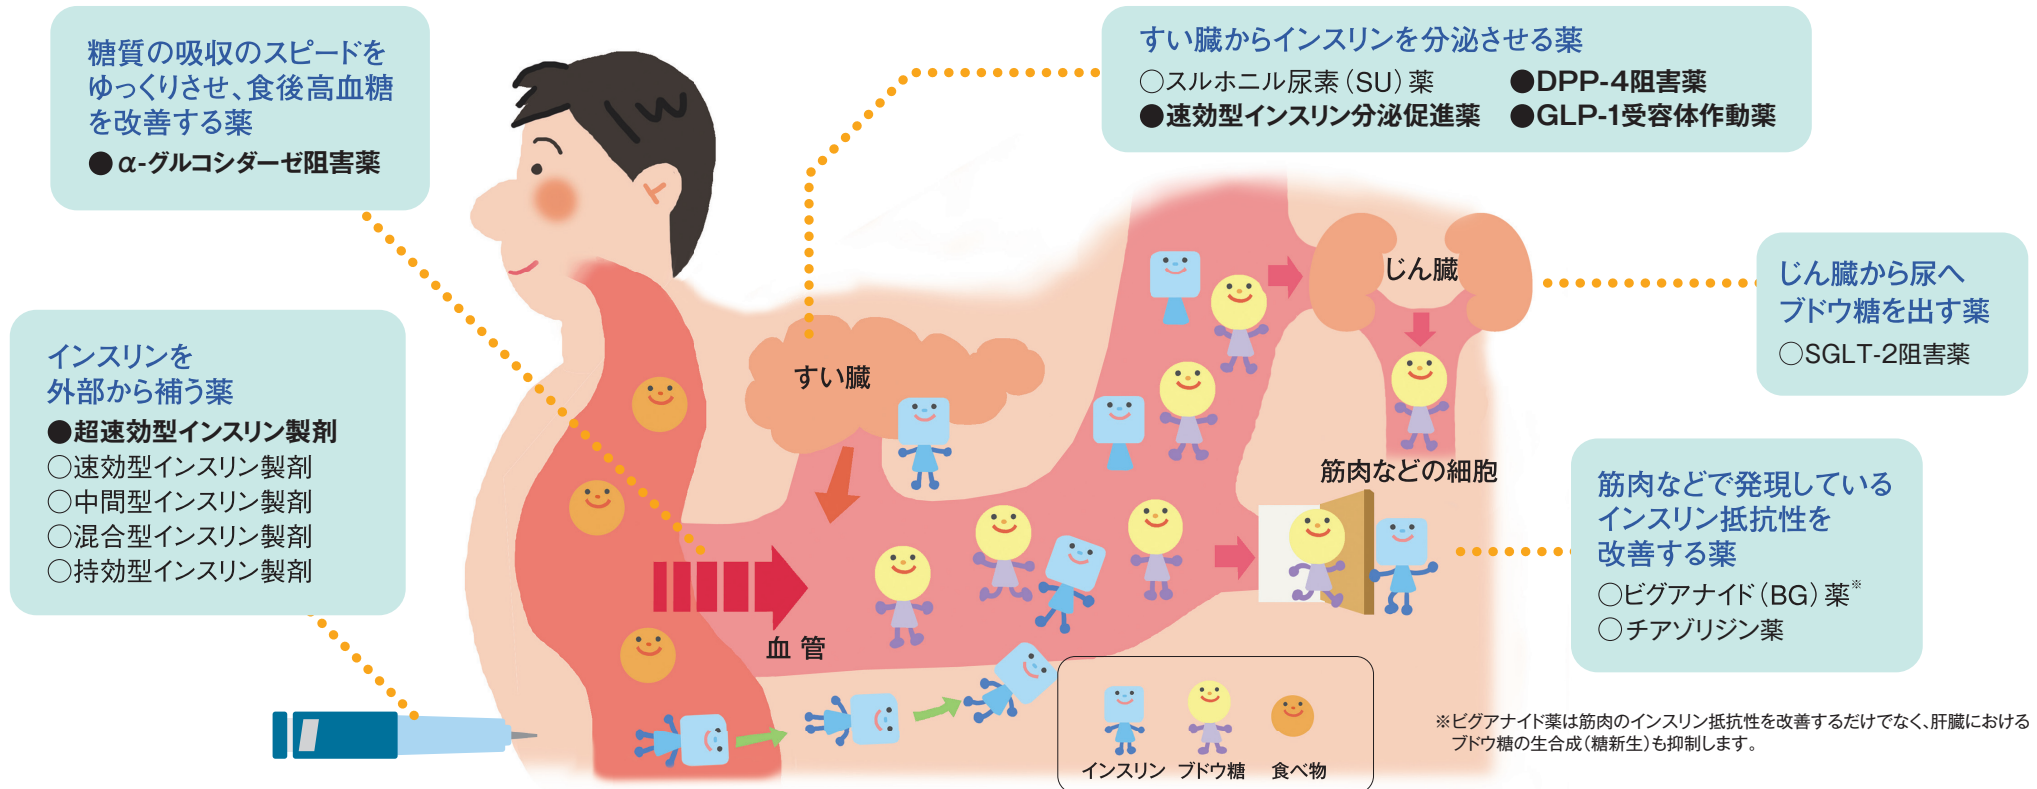 糖質の吸収のスピードを
ゆっくりさせ、食後高血糖
を改善する薬
●α-グルコシダーゼ阻害薬
すい臓からインスリンを分泌させる薬
○スルホニル尿素（SU）薬 ●DPP-4阻害薬
●速効型インスリン分泌促進薬 ●GLP-1受容体作動薬
じん臓から尿へ
ブドウ糖を出す薬
○SGLT-2阻害薬
インスリンを
外部から補う薬
●超速効型インスリン製剤
○速効型インスリン製剤
○中間型インスリン製剤
○混合型インスリン製剤
○持効型インスリン製剤
すい臓
じん臓
筋肉などの細胞
血管
筋肉などで発現している
インスリン抵抗性を
改善する薬
○ビグアナイド（BG）薬※
○チアゾリジン薬
インスリン ブドウ糖 食べ物
※ビグアナイド薬は筋肉のインスリン抵抗性を改善するだけでなく、肝臓における
ブドウ糖の生合成（糖新生）も抑制します。